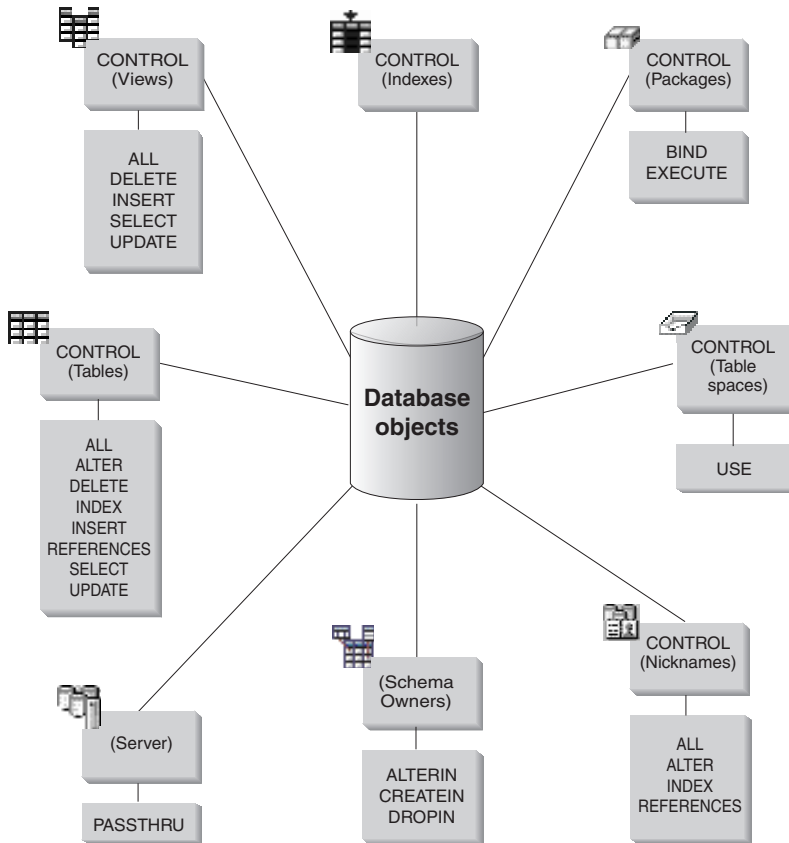 CONTROL
(Views)
ALL
DELETE
INSERT
SELECT
UPDATE
CONTROL
(Indexes)
CONTROL
(Packages)
BIND
EXECUTE
CONTROL
(Tables)
ALL
ALTER
DELETE
INDEX
INSERT
REFERENCES
SELECT
UPDATE
Database
objects
CONTROL
(Table
spaces)
USE
(Server)
PASSTHRU
(Schema
Owners)
ALTERIN
CREATEIN
DROPIN
CONTROL
(Nicknames)
ALL
ALTER
INDEX
REFERENCES